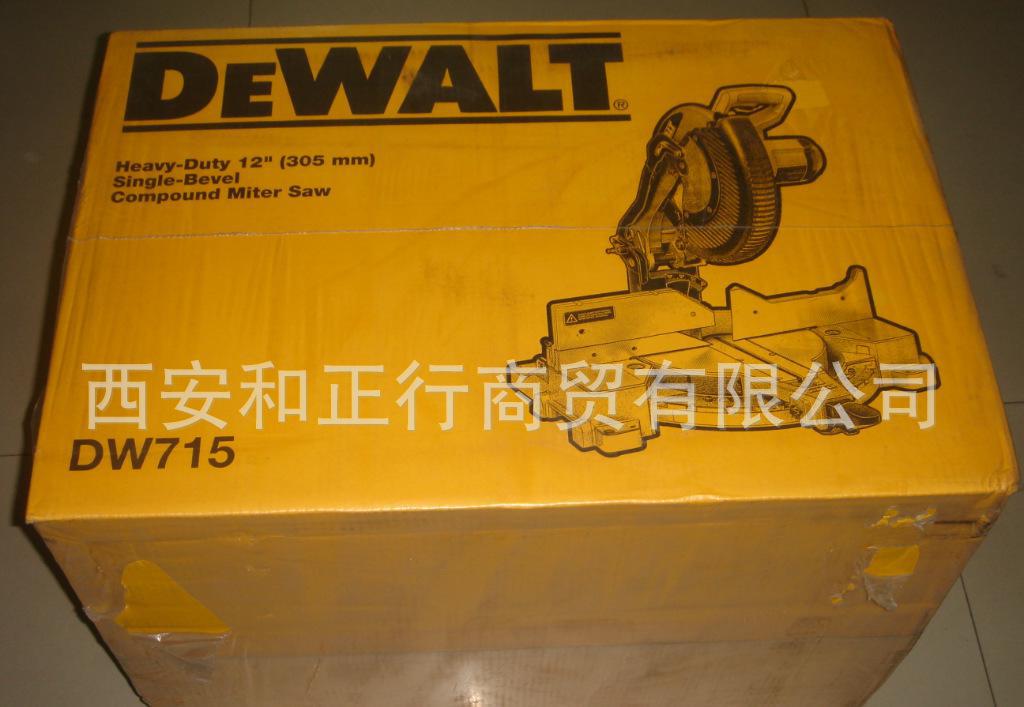 DEWALT®
Heavy-Duty 12" (305 mm)
Single-Bevel
Compound Miter Saw
西安和正行商贸有限公司
DW715